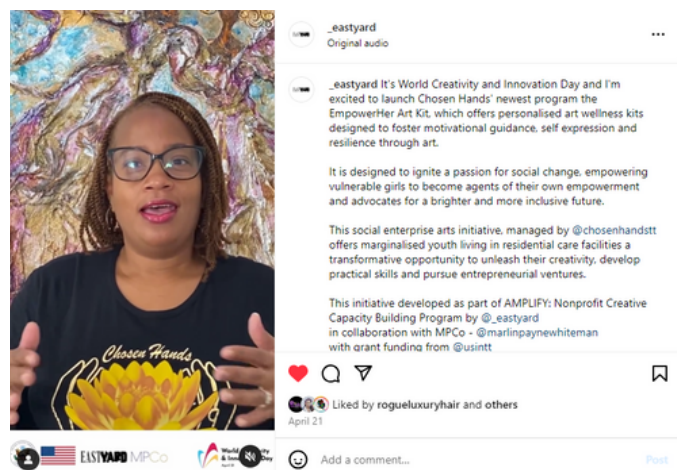 _eastyard
Original audio
_eastyard It's World Creativity and Innovation Day and I'm
excited to launch Chosen Hands' newest program the
EmpowerHer Art Kit, which offers personalised art wellness kits
designed to foster motivational guidance, self expression and
resilience through art.
It is designed to ignite a passion for social change, empowering
vulnerable girls to become agents of their own empowerment
and advocates for a brighter and more inclusive future.
This social enterprise arts initiative, managed by @chosenhandstt
offers marginalised youth living in residential care facilities a
transformative opportunity to unleash their creativity, develop
practical skills and pursue entrepreneurial ventures.
This initiative developed as part of AMPLIFY: Nonprofit Creative
Capacity Building Program by @_eastyard
in collaboration with MPCo - @marlinpaynewhiteman
with grant funding from @usintt
Liked by rogueluxuryhair and others
April 21
Add a comment...
Post
Chosen Hands
EASTYARD MPCo
World
Day